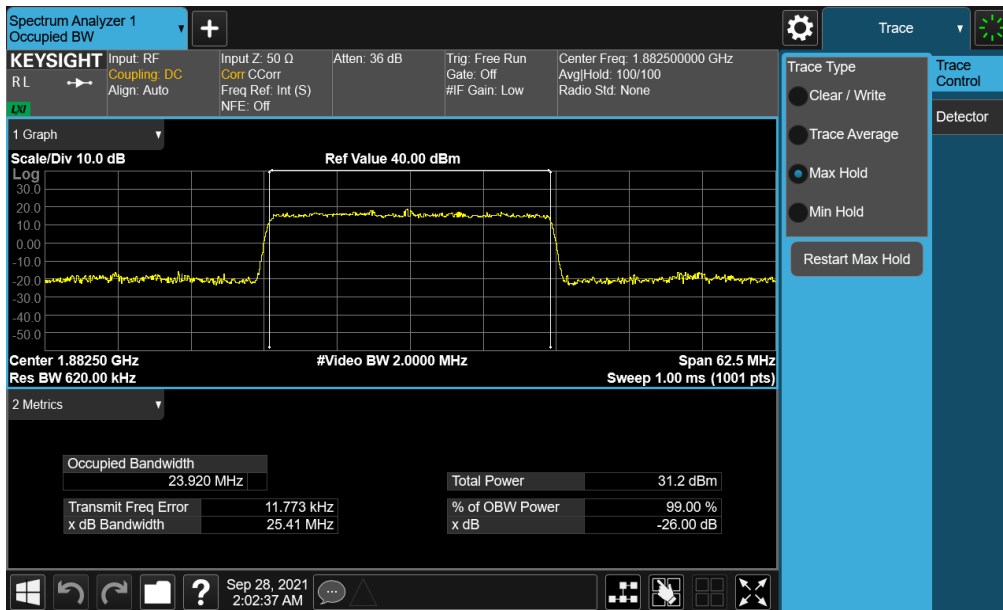 Spectrum Analyzer 1
Occupied BW
+
Trace
KEYSIGHT
R L
LXI
Input: RF
Coupling: DC
Align: Auto
Input Z: 50 Ω
Corr CCorr
Freq Ref: Int (S)
NFE: Off
Atten: 36 dB
Trig: Free Run
Gate: Off
#IF Gain: Low
Center Freq: 1.882500000 GHz
Avg|Hold: 100/100
Radio Std: None
Trace Type
Clear / Write
Trace Average
Max Hold
Min Hold
Restart Max Hold
Trace
Control
Detector
1 Graph
Scale/Div 10.0 dB
Ref Value 40.00 dBm
Log
30.0
20.0
10.0
0.00
-10.0
-20.0
-30.0
-40.0
-50.0
Center 1.88250 GHz
#Video BW 2.0000 MHz
Span 62.5 MHz
Res BW 620.00 kHz
Sweep 1.00 ms (1001 pts)
2 Metrics
Occupied Bandwidth
23.920 MHz
Total Power 31.2 dBm
Transmit Freq Error 11.773 kHz
% of OBW Power 99.00 %
x dB Bandwidth 25.41 MHz
x dB -26.00 dB
?
Sep 28, 2021
2:02:37 AM